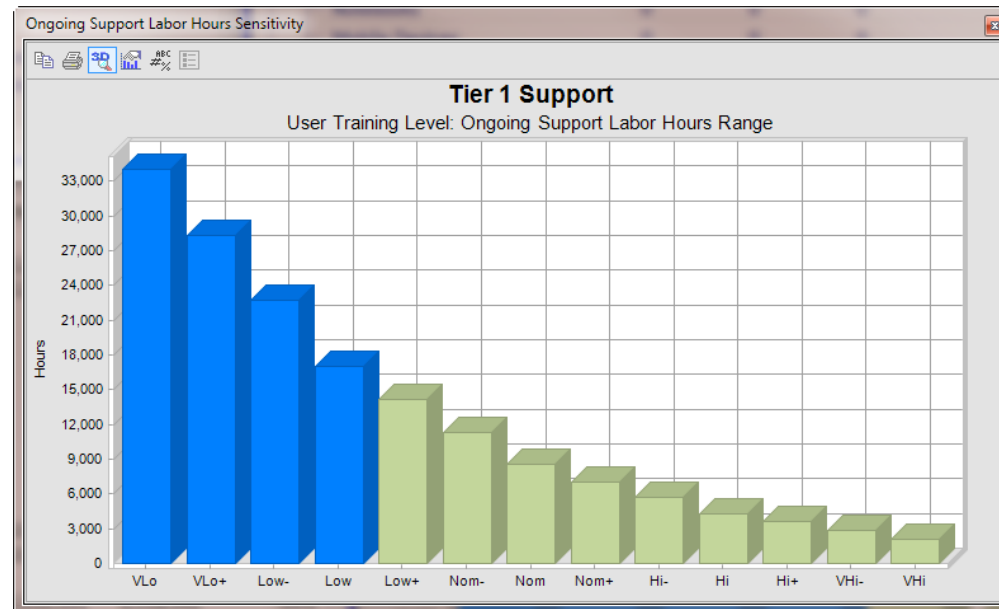 Ongoing Support Labor Hours Sensitivity
3D
ABC
#%
Tier 1 Support
User Training Level: Ongoing Support Labor Hours Range
33,000
30,000
27,000
24,000
21,000
18,000
15,000
12,000
9,000
6,000
3,000
0
Hours
VLo VLo+ Low- Low Low+ Nom- Nom Nom+ Hi- Hi Hi+ VHi- VHi